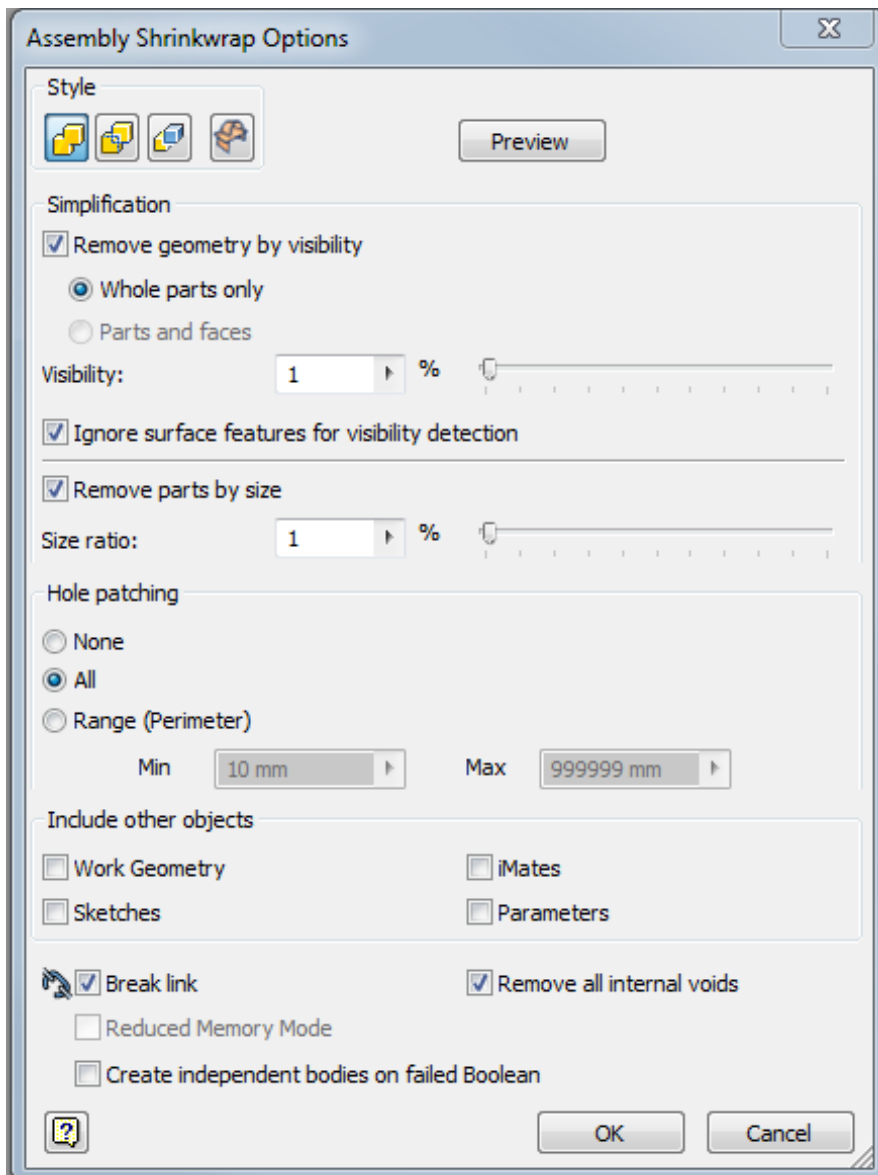 Assembly Shrinkwrap Options
Style
Preview
Simplification
Remove geometry by visibility
Whole parts only
Parts and faces
Visibility: 1 %
Ignore surface features for visibility detection
Remove parts by size
Size ratio: 1 %
Hole patching
None
All
Range (Perimeter)
Min 10 mm Max 999999 mm
Include other objects
Work Geometry iMates
Sketches Parameters
Break link Remove all internal voids
Reduced Memory Mode
Create independent bodies on failed Boolean
? OK Cancel